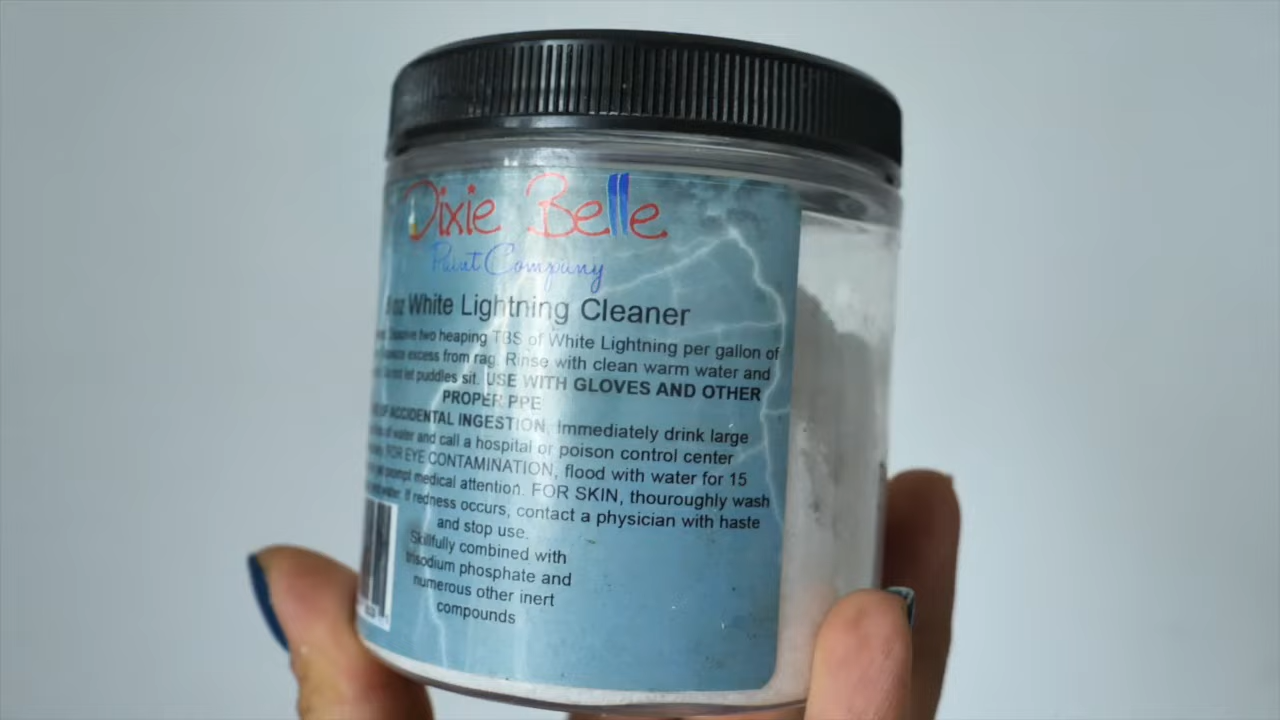 Dixie Belle
Paint Company
oz White Lightning Cleaner
two heaping TBS of White Lightning per gallon of
excess from rag. Rinse with clean warm water and
let puddles sit. USE WITH GLOVES AND OTHER
PROPER PPE
ACCIDENTAL INGESTION, Immediately drink large
of water and call a hospital or poison control center
FOR EYE CONTAMINATION, flood with water for 15
prompt medical attention. FOR SKIN, thouroughly wash
water. If redness occurs, contact a physician with haste
and stop use.
Skillfully combined with
trisodium phosphate and
numerous other inert
compounds